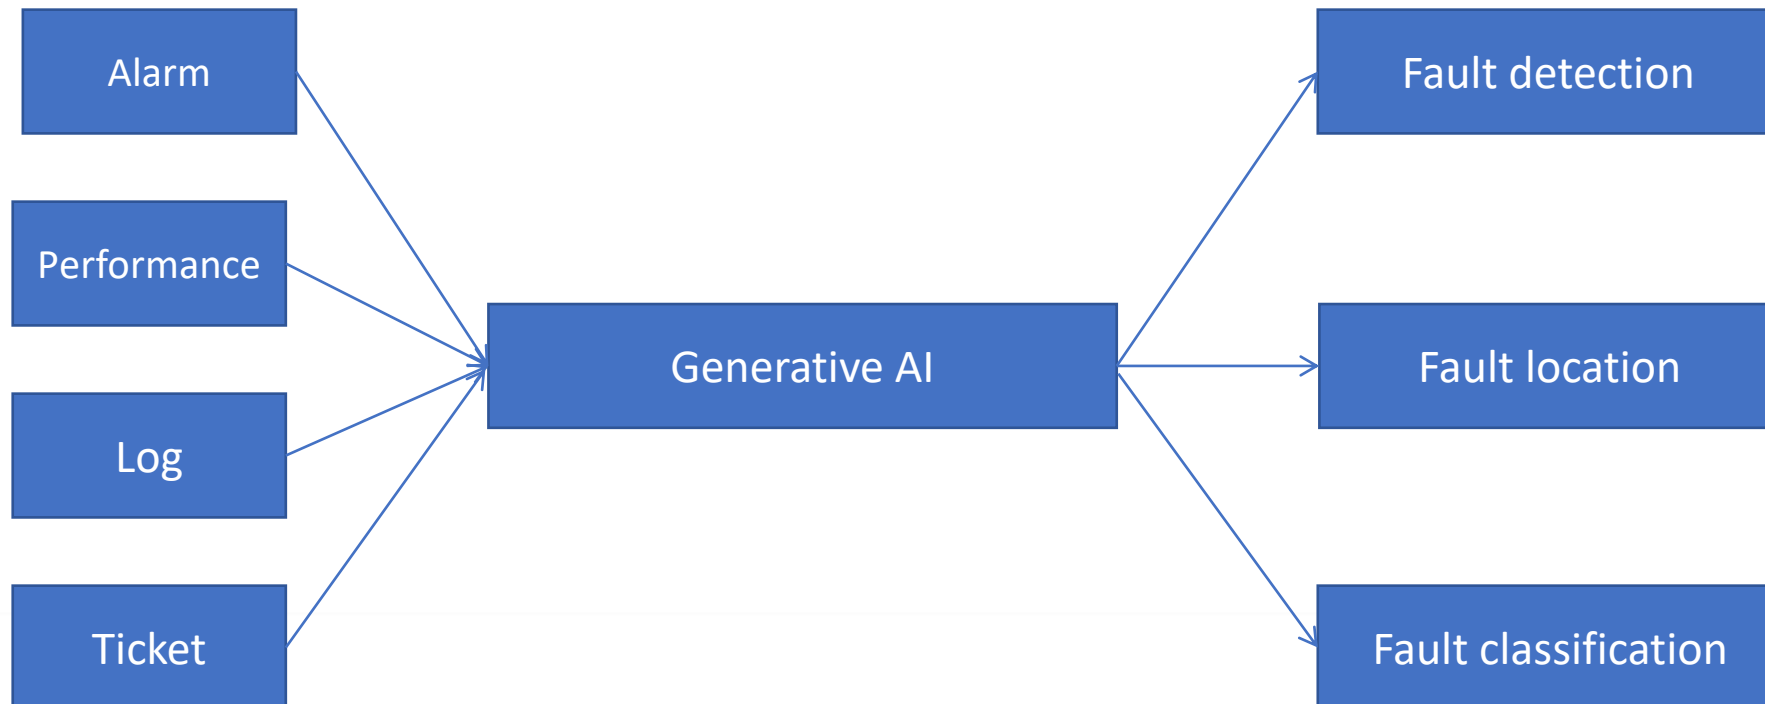 Alarm
Performance
Log
Ticket
Generative AI
Fault detection
Fault location
Fault classification